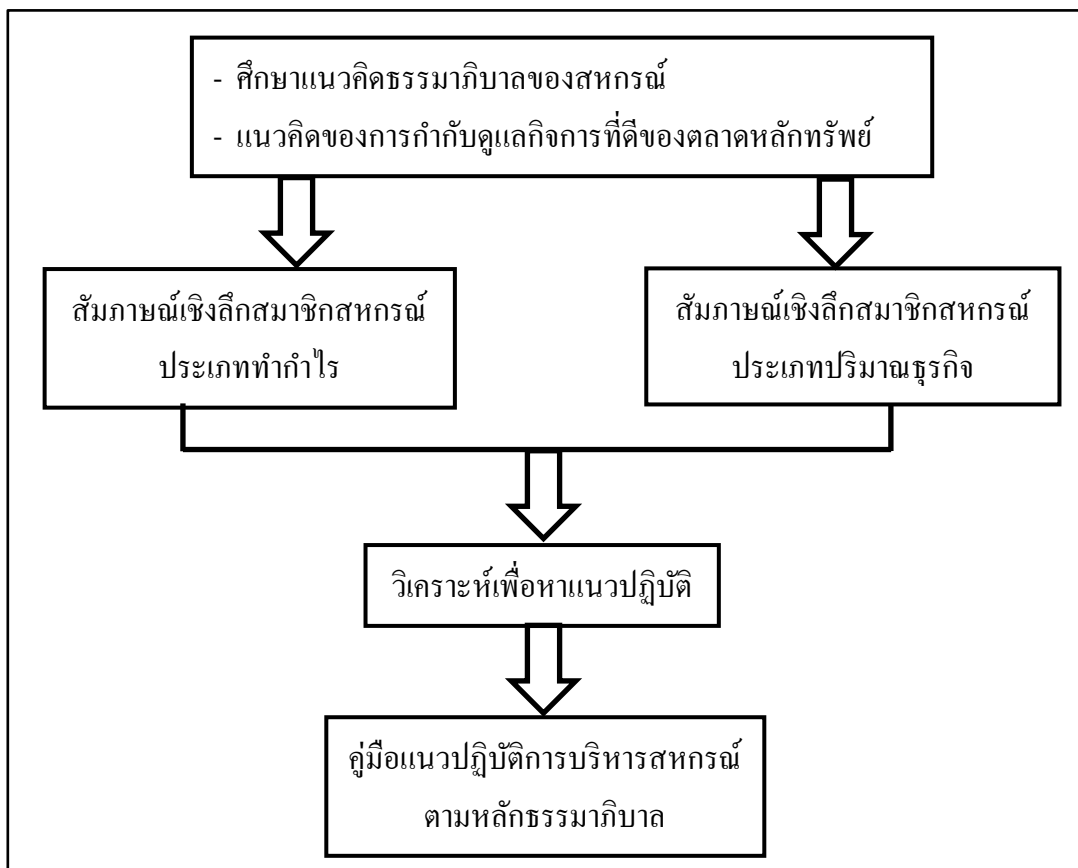 - ศึกษาแนวคิดธรรมาภิบาลของสหกรณ์
- แนวคิดของการกำกับดูแลกิจการที่ดีของตลาดหลักทรัพย์
สัมภาษณ์เชิงลึกสมาชิกสหกรณ์
ประเภททำกำไร
สัมภาษณ์เชิงลึกสมาชิกสหกรณ์
ประเภทปริมาณธุรกิจ
วิเคราะห์เพื่อหาแนวปฏิบัติ
คู่มือแนวปฏิบัติการบริหารสหกรณ์
ตามหลักธรรมาภิบาล